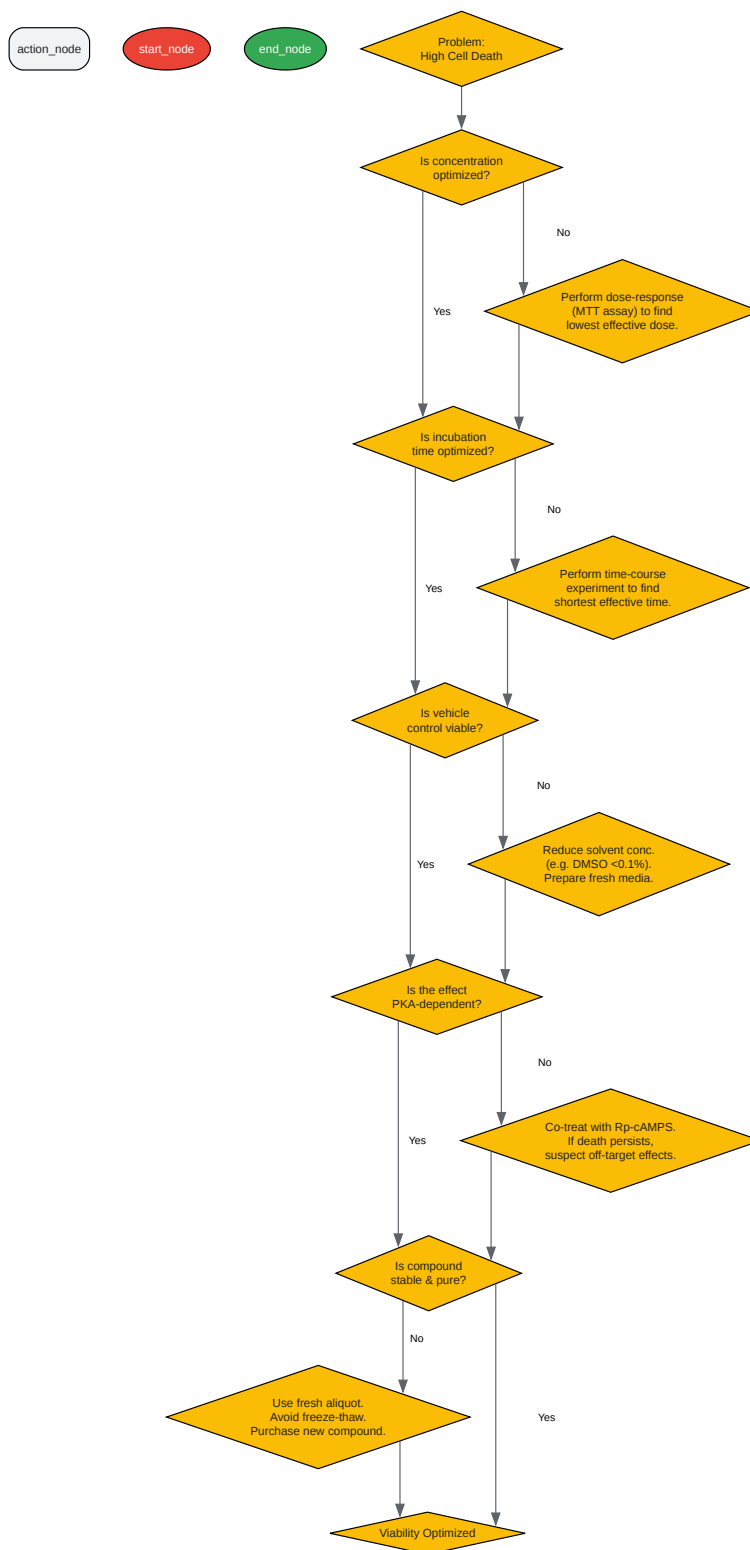 action_node
start_node
end_node
Problem:
High Cell Death
Is concentration
optimized?
No
Perform dose-response
(MTT assay) to find
lowest effective dose.
Yes
Is incubation
time optimized?
No
Perform time-course
experiment to find
shortest effective time.
Yes
Is vehicle
control viable?
No
Reduce solvent conc.
(e.g. DMSO <0.1%).
Prepare fresh media.
Yes
Is the effect
PKA-dependent?
No
Co-treat with Rp-cAMPS.
If death persists,
suspect off-target effects.
Yes
Is compound
stable & pure?
No
Use fresh aliquot.
Avoid freeze-thaw.
Purchase new compound.
Yes
Viability Optimized